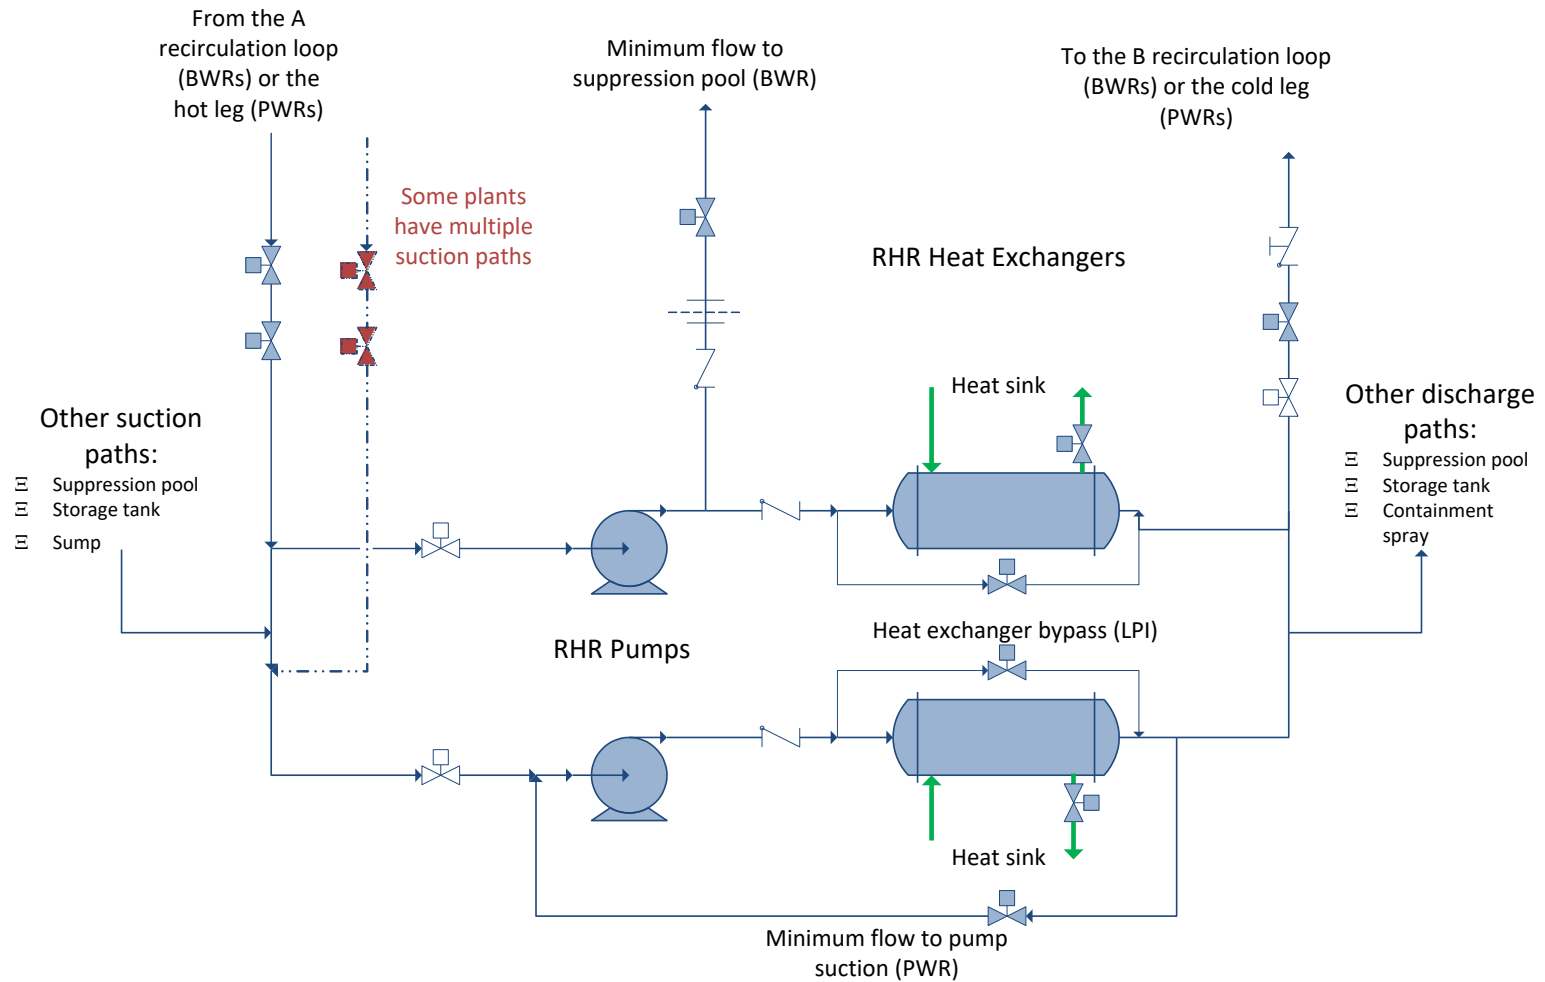 From the A
recirculation loop
(BWRs) or the
hot leg (PWRs)
Minimum flow to
suppression pool (BWR)
To the B recirculation loop
(BWRs) or the cold leg
(PWRs)
Some plants
have multiple
suction paths
RHR Heat Exchangers
Heat sink
Other suction
paths:
Ξ Suppression pool
Ξ Storage tank
Ξ Sump
Other discharge
paths:
Ξ Suppression pool
Ξ Storage tank
Ξ Containment
spray
Heat exchanger bypass (LPI)
RHR Pumps
Heat sink
Minimum flow to pump
suction (PWR)